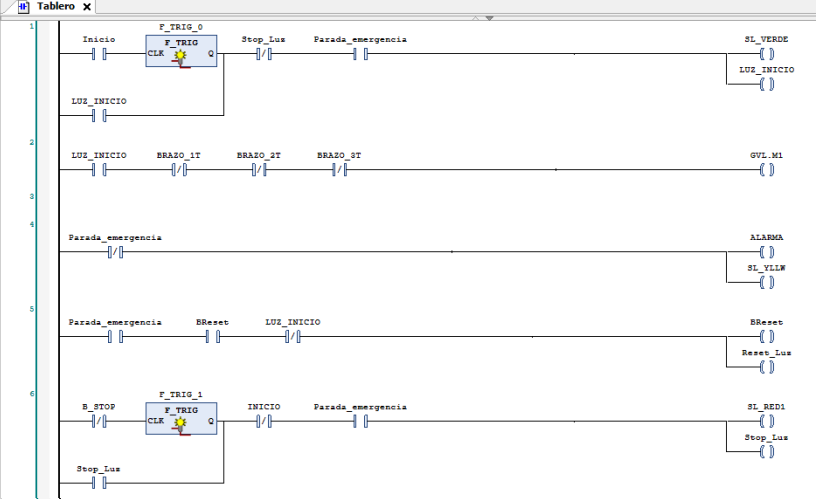 Tablero
1
F_TRIG_0
Inicio F_TRIG Stop_Luz Parada_emergencia SL_VERDE
CLK Q
LUZ_INICIO
LUZ_INICIO
2
LUZ_INICIO BRAZO_1T BRAZO_2T BRAZO_3T GVL.M1
3
4
Parada_emergencia ALARMA
SL_YLLW
5
Parada_emergencia BReset LUZ_INICIO BReset
Reset_Luz
6
F_TRIG_1
B_STOP F_TRIG INICIO Parada_emergencia SL_RED1
CLK Q
Stop_Luz
Stop_Luz